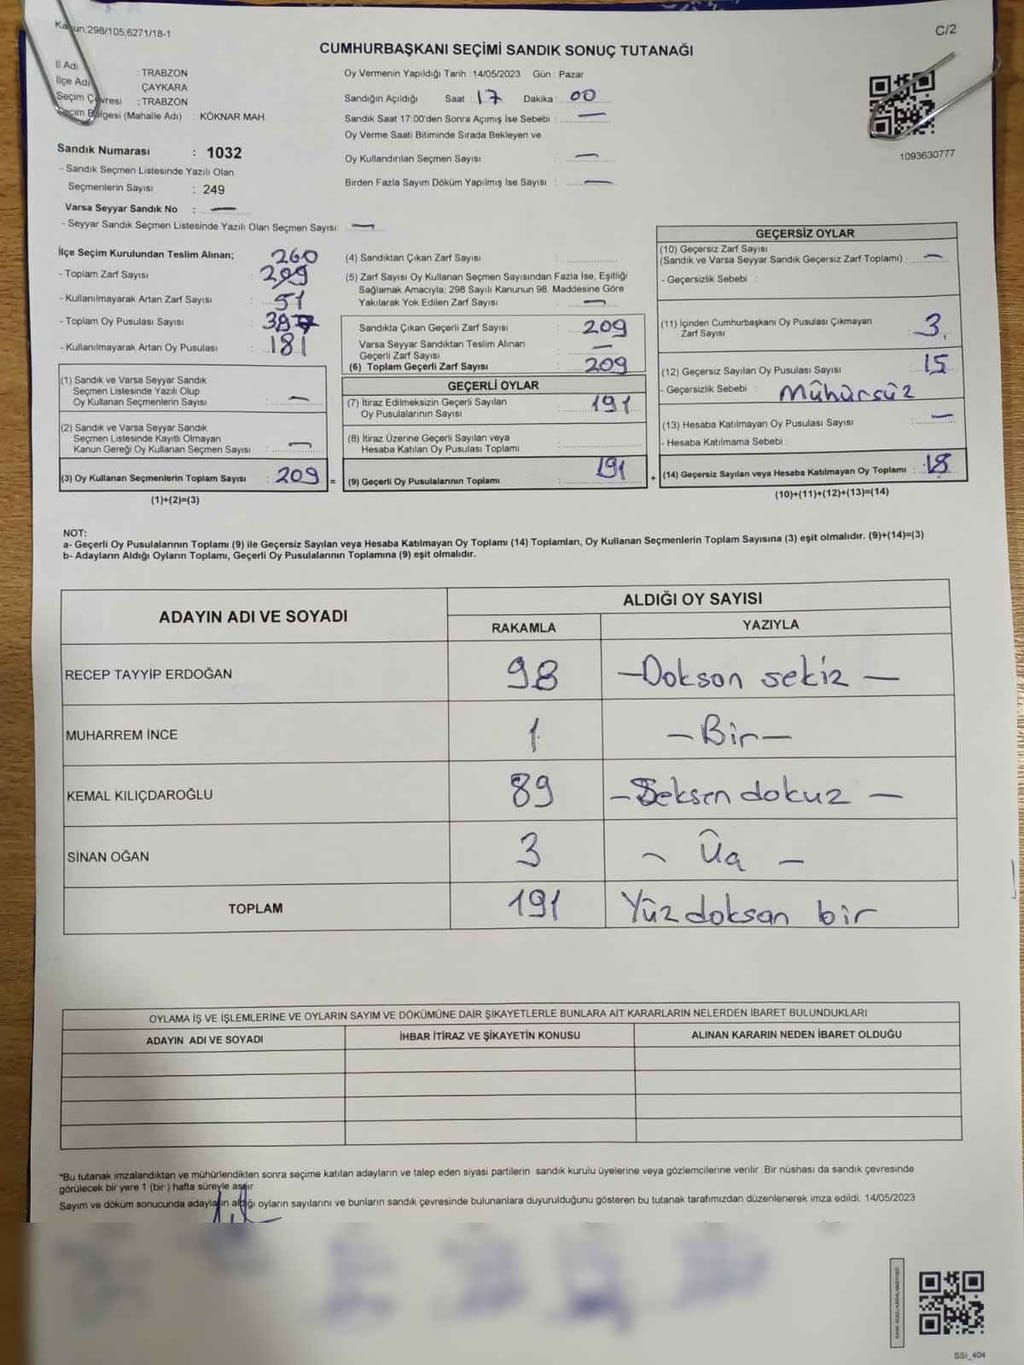 Kanun:298/105,6271/18-1
C/2
CUMHURBAŞKANI SEÇİMİ SANDIK SONUÇ TUTANAĞI
İl Adı : TRABZON
İlçe Adı ÇAYKARA
Seçim Çevresi : TRABZON
Seçim Bölgesi (Mahalle Adı) : KÖKNAR MAH
Sandık Numarası : 1032
- Sandık Seçmen Listesinde Yazılı Olan
Seçmenlerin Sayısı : 249
Varsa Seyyar Sandık No : —
- Seyyar Sandık Seçmen Listesinde Yazılı Olan Seçmen Sayısı: —
Oy Vermenin Yapıldığı Tarih : 14/05/2023 Gün : Pazar
Sandığın Açıldığı Saat : 17 Dakika : 00
Sandık Saat 17.00'den Sonra Açımış İse Sebebi : —
Oy Verme Saati Bitiminde Sırada Bekleyen ve
Oy Kullandırılan Seçmen Sayısı : —
Birden Fazla Sayım Döküm Yapılmış İse Sayısı : —
1093630777
İlçe Seçim Kurulundan Teslim Alınan; 260
- Toplam Zarf Sayısı
- Kullanılmayarak Artan Zarf Sayısı : 51
- Toplam Oy Pusulası Sayısı
- Kullanılmayarak Artan Oy Pusulası : 181
(1) Sandık ve Varsa Seyyar Sandık
Seçmen Listesinde Yazılı Olup
Oy Kullanan Seçmenlerin Sayısı : —
(2) Sandık ve Varsa Seyyar Sandık
Seçmen Listesinde Kayıtlı Olmayan
Kanun Gereği Oy Kullanan Seçmen Sayısı : —
(3) Oy Kullanan Seçmenlerin Toplam Sayısı : 209 =
(1)+(2)=(3)
(4) Sandıktan Çıkan Zarf Sayısı :
(5) Zarf Sayısı Oy Kullanan Seçmen Sayısından Fazla İse, Eşitliği
Sağlamak Amacıyla; 298 Sayılı Kanunun 98. Maddesine Göre
Yakılarak Yok Edilen Zarf Sayısı : —
Sandıkta Çıkan Geçerli Zarf Sayısı : 209
Varsa Seyyar Sandıktan Teslim Alınan
Geçerli Zarf Sayısı : —
(6) Toplam Geçerli Zarf Sayısı : 209
GEÇERLİ OYLAR
(7) İtiraz Edilmeksizin Geçerli Sayılan
Oy Pusulalarının Sayısı : 191
(8) İtiraz Üzerine Geçerli Sayılan veya
Hesaba Katılan Oy Pusulası Toplamı :
(9) Geçerli Oy Pusulalarının Toplamı : 191 +
GEÇERSİZ OYLAR
(10) Geçersiz Zarf Sayısı
(Sandık ve Varsa Seyyar Sandık Geçersiz Zarf Toplamı) : —
- Geçersizlik Sebebi :
(11) İçinden Cumhurbaşkanı Oy Pusulası Çıkmayan
Zarf Sayısı : 3
(12) Geçersiz Sayılan Oy Pusulası Sayısı : 15
- Geçersizlik Sebebi : Mühürsüz
(13) Hesaba Katılmayan Oy Pusulası Sayısı : —
- Hesaba Katılmama Sebebi :
(14) Geçersiz Sayılan veya Hesaba Katılmayan Oy Toplamı : 18
(10)+(11)+(12)+(13)=(14)
NOT:
a- Geçerli Oy Pusulalarının Toplamı (9) ile Geçersiz Sayılan veya Hesaba Katılmayan Oy Toplamı (14) Toplamları, Oy Kullanan Seçmenlerin Toplam Sayısına (3) eşit olmalıdır. (9)+(14)=(3)
b- Adayların Aldığı Oyların Toplamı, Geçerli Oy Pusulalarının Toplamına (9) eşit olmalıdır.
ADAYIN ADI VE SOYADI ALDIĞI OY SAYISI
RAKAMLA YAZIYLA
RECEP TAYYİP ERDOĞAN 98 —Dokson sekiz —
MUHARREM İNCE 1 —Bir—
KEMAL KILIÇDAROĞLU 89 —Seksen dokuz —
SİNAN OĞAN 3 — Üç —
TOPLAM 191 Yüz doksan bir
OYLAMA İŞ VE İŞLEMLERİNE VE OYLARIN SAYIM VE DÖKÜMÜNE DAİR ŞİKAYETLERLE BUNLARA AİT KARARLARIN NELERDEN İBARET BULUNDUKLARI
ADAYIN ADI VE SOYADI İHBAR İTİRAZ VE ŞİKAYETİN KONUSU ALINAN KARARIN NEDEN İBARET OLDUĞU
*Bu tutanak imzalandıktan ve mühürlendikten sonra seçime katılan adayların ve talep eden siyasi partilerin sandık kurulu üyelerine veya gözlemcilerine verilir. Bir nüshası da sandık çevresinde
görülecek bir yere 1 (bir) hafta süreyle asılır.
Sayım ve döküm sonucunda adayların aldığı oyların sayılarını ve bunların sandık çevresinde bulunanlara duyurulduğunu gösteren bu tutanak tarafımızdan düzenlenerek imza edildi. 14/05/2023
SSI_404